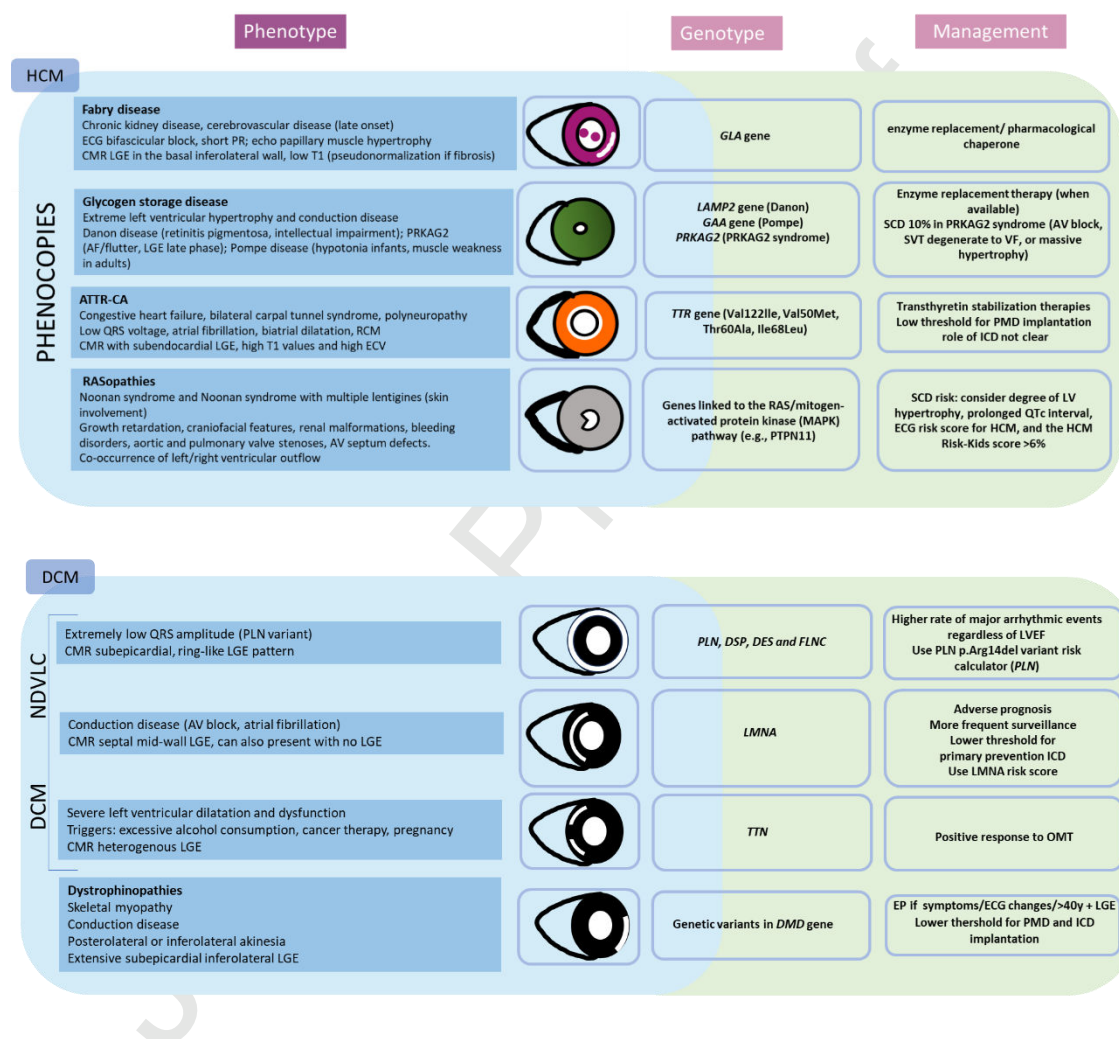 Phenotype
Genotype
Management
HCM
PHENOCOPIES
Fabry disease
Chronic kidney disease, cerebrovascular disease (late onset)
ECG bifascicular block, short PR; echo papillary muscle hypertrophy
CMR LGE in the basal inferolateral wall, low T1 (pseudonormalization if fibrosis)
GLA gene
enzyme replacement/ pharmacological
chaperone
Glycogen storage disease
Extreme left ventricular hypertrophy and conduction disease
Danon disease (retinitis pigmentosa, intellectual impairment); PRKAG2
(AF/flutter, LGE late phase); Pompe disease (hypotonia infants, muscle weakness
in adults)
LAMP2 gene (Danon)
GAA gene (Pompe)
PRKAG2 (PRKAG2 syndrome)
Enzyme replacement therapy (when
available)
SCD 10% in PRKAG2 syndrome (AV block,
SVT degenerate to VF, or massive
hypertrophy)
ATTR-CA
Congestive heart failure, bilateral carpal tunnel syndrome, polyneuropathy
Low QRS voltage, atrial fibrillation, biatrial dilatation, RCM
CMR with subendocardial LGE, high T1 values and high ECV
TTR gene (Val122Ile, Val50Met,
Thr60Ala, Ile68Leu)
Transthyretin stabilization therapies
Low threshold for PMD implantation
role of ICD not clear
RASopathies
Noonan syndrome and Noonan syndrome with multiple lentigines (skin
involvement)
Growth retardation, craniofacial features, renal malformations, bleeding
disorders, aortic and pulmonary valve stenoses, AV septum defects.
Co-occurrence of left/right ventricular outflow
Genes linked to the RAS/mitogen-
activated protein kinase (MAPK)
pathway (e.g., PTPN11)
SCD risk: consider degree of LV
hypertrophy, prolonged QTc interval,
ECG risk score for HCM, and the HCM
Risk-Kids score >6%
DCM
NDVLC
DCM
Extremely low QRS amplitude (PLN variant)
CMR subepicardial, ring-like LGE pattern
PLN, DSP, DES and FLNC
Higher rate of major arrhythmic events
regardless of LVEF
Use PLN p.Arg14del variant risk
calculator (PLN)
Conduction disease (AV block, atrial fibrillation)
CMR septal mid-wall LGE, can also present with no LGE
LMNA
Adverse prognosis
More frequent surveillance
Lower threshold for
primary prevention ICD
Use LMNA risk score
Severe left ventricular dilatation and dysfunction
Triggers: excessive alcohol consumption, cancer therapy, pregnancy
CMR heterogenous LGE
TTN
Positive response to OMT
Dystrophinopathies
Skeletal myopathy
Conduction disease
Posterolateral or inferolateral akinesia
Extensive subepicardial inferolateral LGE
Genetic variants in DMD gene
EP if symptoms/ECG changes/>40y + LGE
Lower thershold for PMD and ICD
implantation